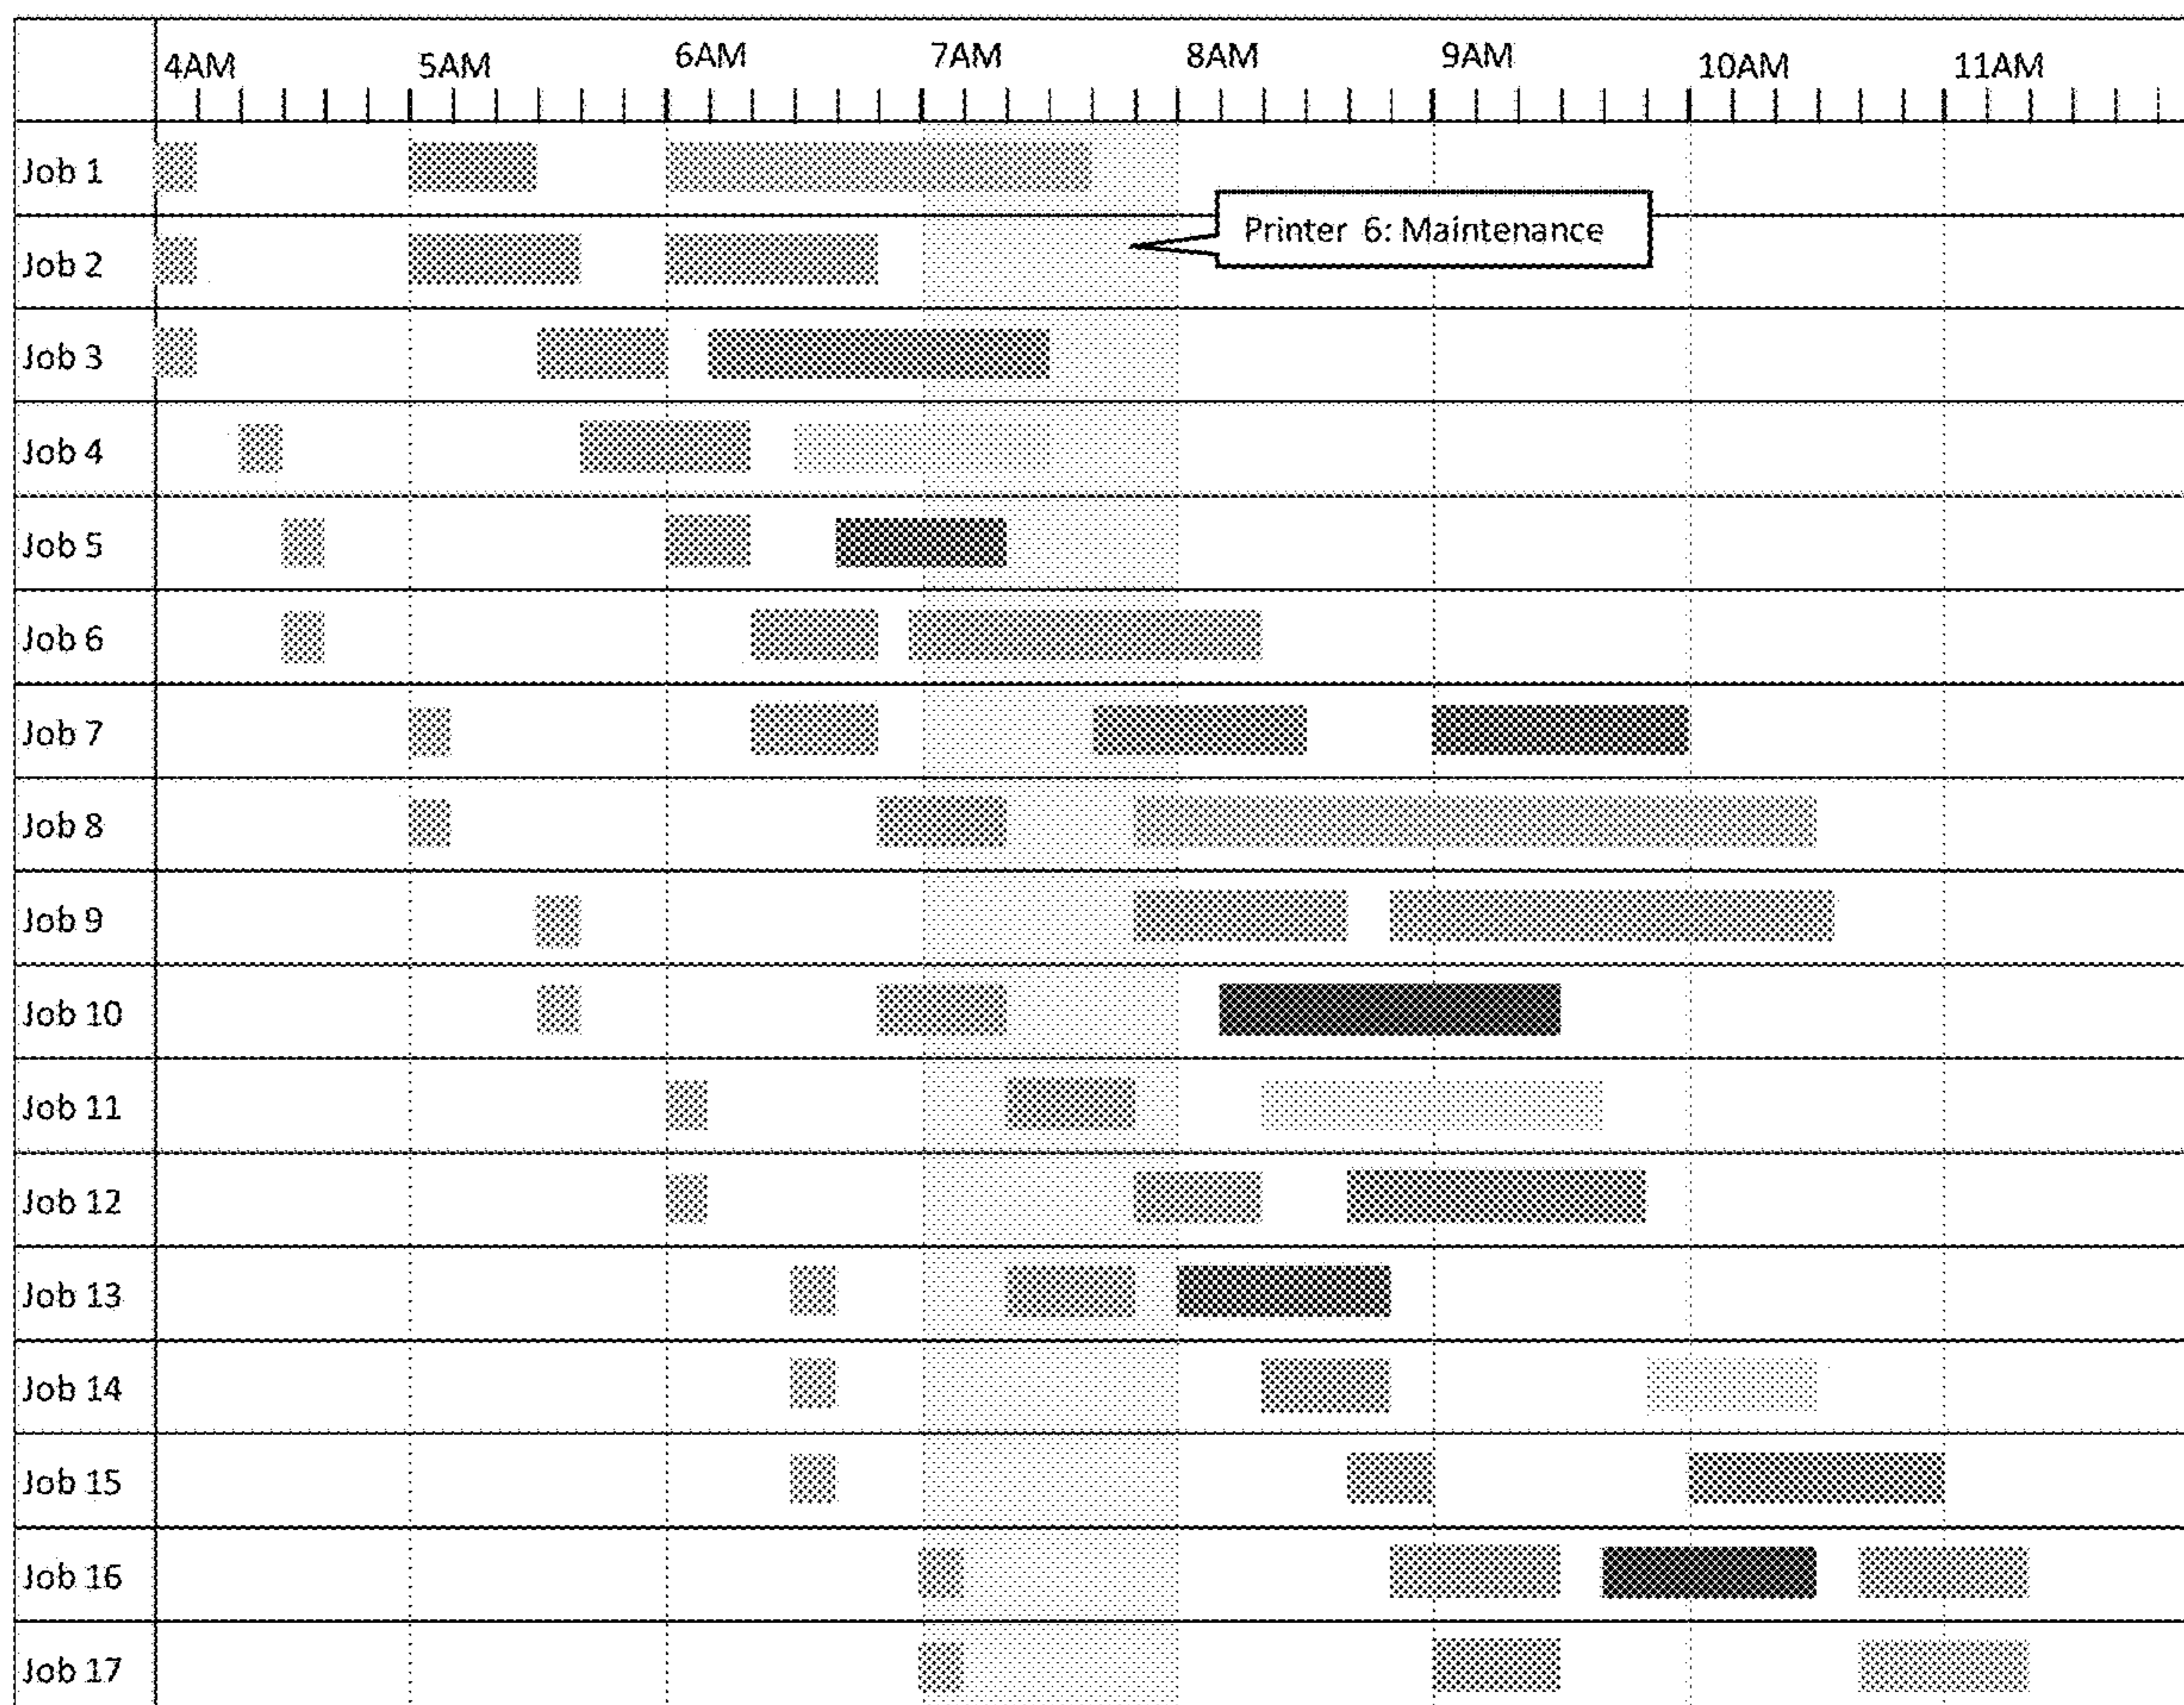 4AM 5AM 6AM 7AM 8AM 9AM 10AM 11AM
Job 1
Printer 6: Maintenance
Job 2
Job 3
Job 4
Job 5
Job 6
Job 7
Job 8
Job 9
Job 10
Job 11
Job 12
Job 13
Job 14
Job 15
Job 16
Job 17